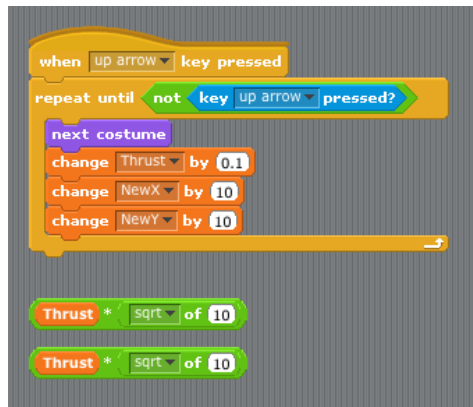 when up arrow key pressed
repeat until not key up arrow pressed?
next costume
change Thrust by 0.1
change NewX by 10
change NewY by 10
Thrust * sqrt of 10
Thrust * sqrt of 10